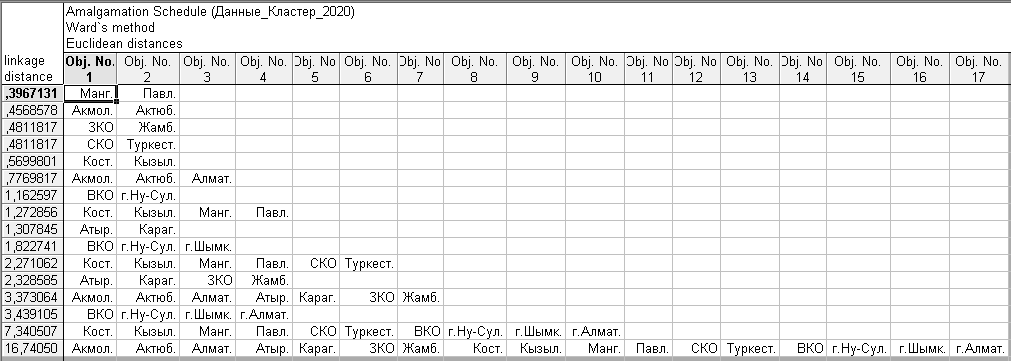 Amalgamation Schedule (Данные_Кластер_2020)
Ward`s method
Euclidean distances
linkage distance Obj. No. 1 Obj. No. 2 Obj. No. 3 Obj. No. 4 Obj. No 5 Obj. No 6 Obj. No 7 Obj. No. 8 Obj. No. 9 Obj. No. 10 Obj. No 11 Obj. No 12 Obj. No. 13 Obj. No 14 Obj. No. 15 Obj. No. 16 Obj. No. 17
,3967131 Манг. Павл.
,4568578 Акмол. Актюб.
,4811817 ЗКО Жамб.
,4811817 СКО Туркест.
,5699801 Кост. Кызыл.
,7769817 Акмол. Актюб. Алмат.
1,162597 ВКО г.Ну-Сул.
1,272856 Кост. Кызыл. Манг. Павл.
1,307845 Атыр. Караг.
1,822741 ВКО г.Ну-Сул. г.Шымк.
2,271062 Кост. Кызыл. Манг. Павл. СКО Туркест.
2,328585 Атыр. Караг. ЗКО Жамб.
3,373064 Акмол. Актюб. Алмат. Атыр. Караг. ЗКО Жамб.
3,439105 ВКО г.Ну-Сул. г.Шымк. г.Алмат.
7,340507 Кост. Кызыл. Манг. Павл. СКО Туркест. ВКО г.Ну-Сул. г.Шымк. г.Алмат.
16,74050 Акмол. Актюб. Алмат. Атыр. Караг. ЗКО Жамб. Кост. Кызыл. Манг. Павл. СКО Туркест. ВКО г.Ну-Сул. г.Шымк. г.Алмат.